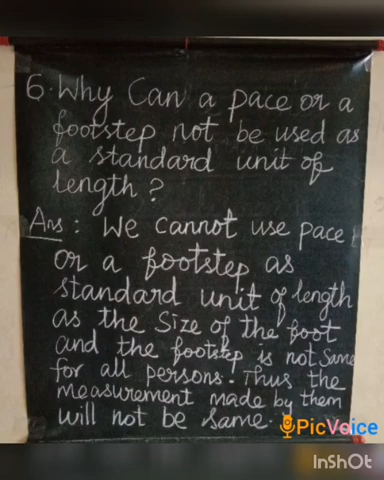 6. Why Can a pace or a
footstep not be used as
a standard unit of
length ?
Ans : We cannot use pace
or a footstep as
standard unit of length
as the size of the foot
and the footstep is not same
for all persons. Thus the
measurement made by them
will not be same.
PicVoice
InShOt